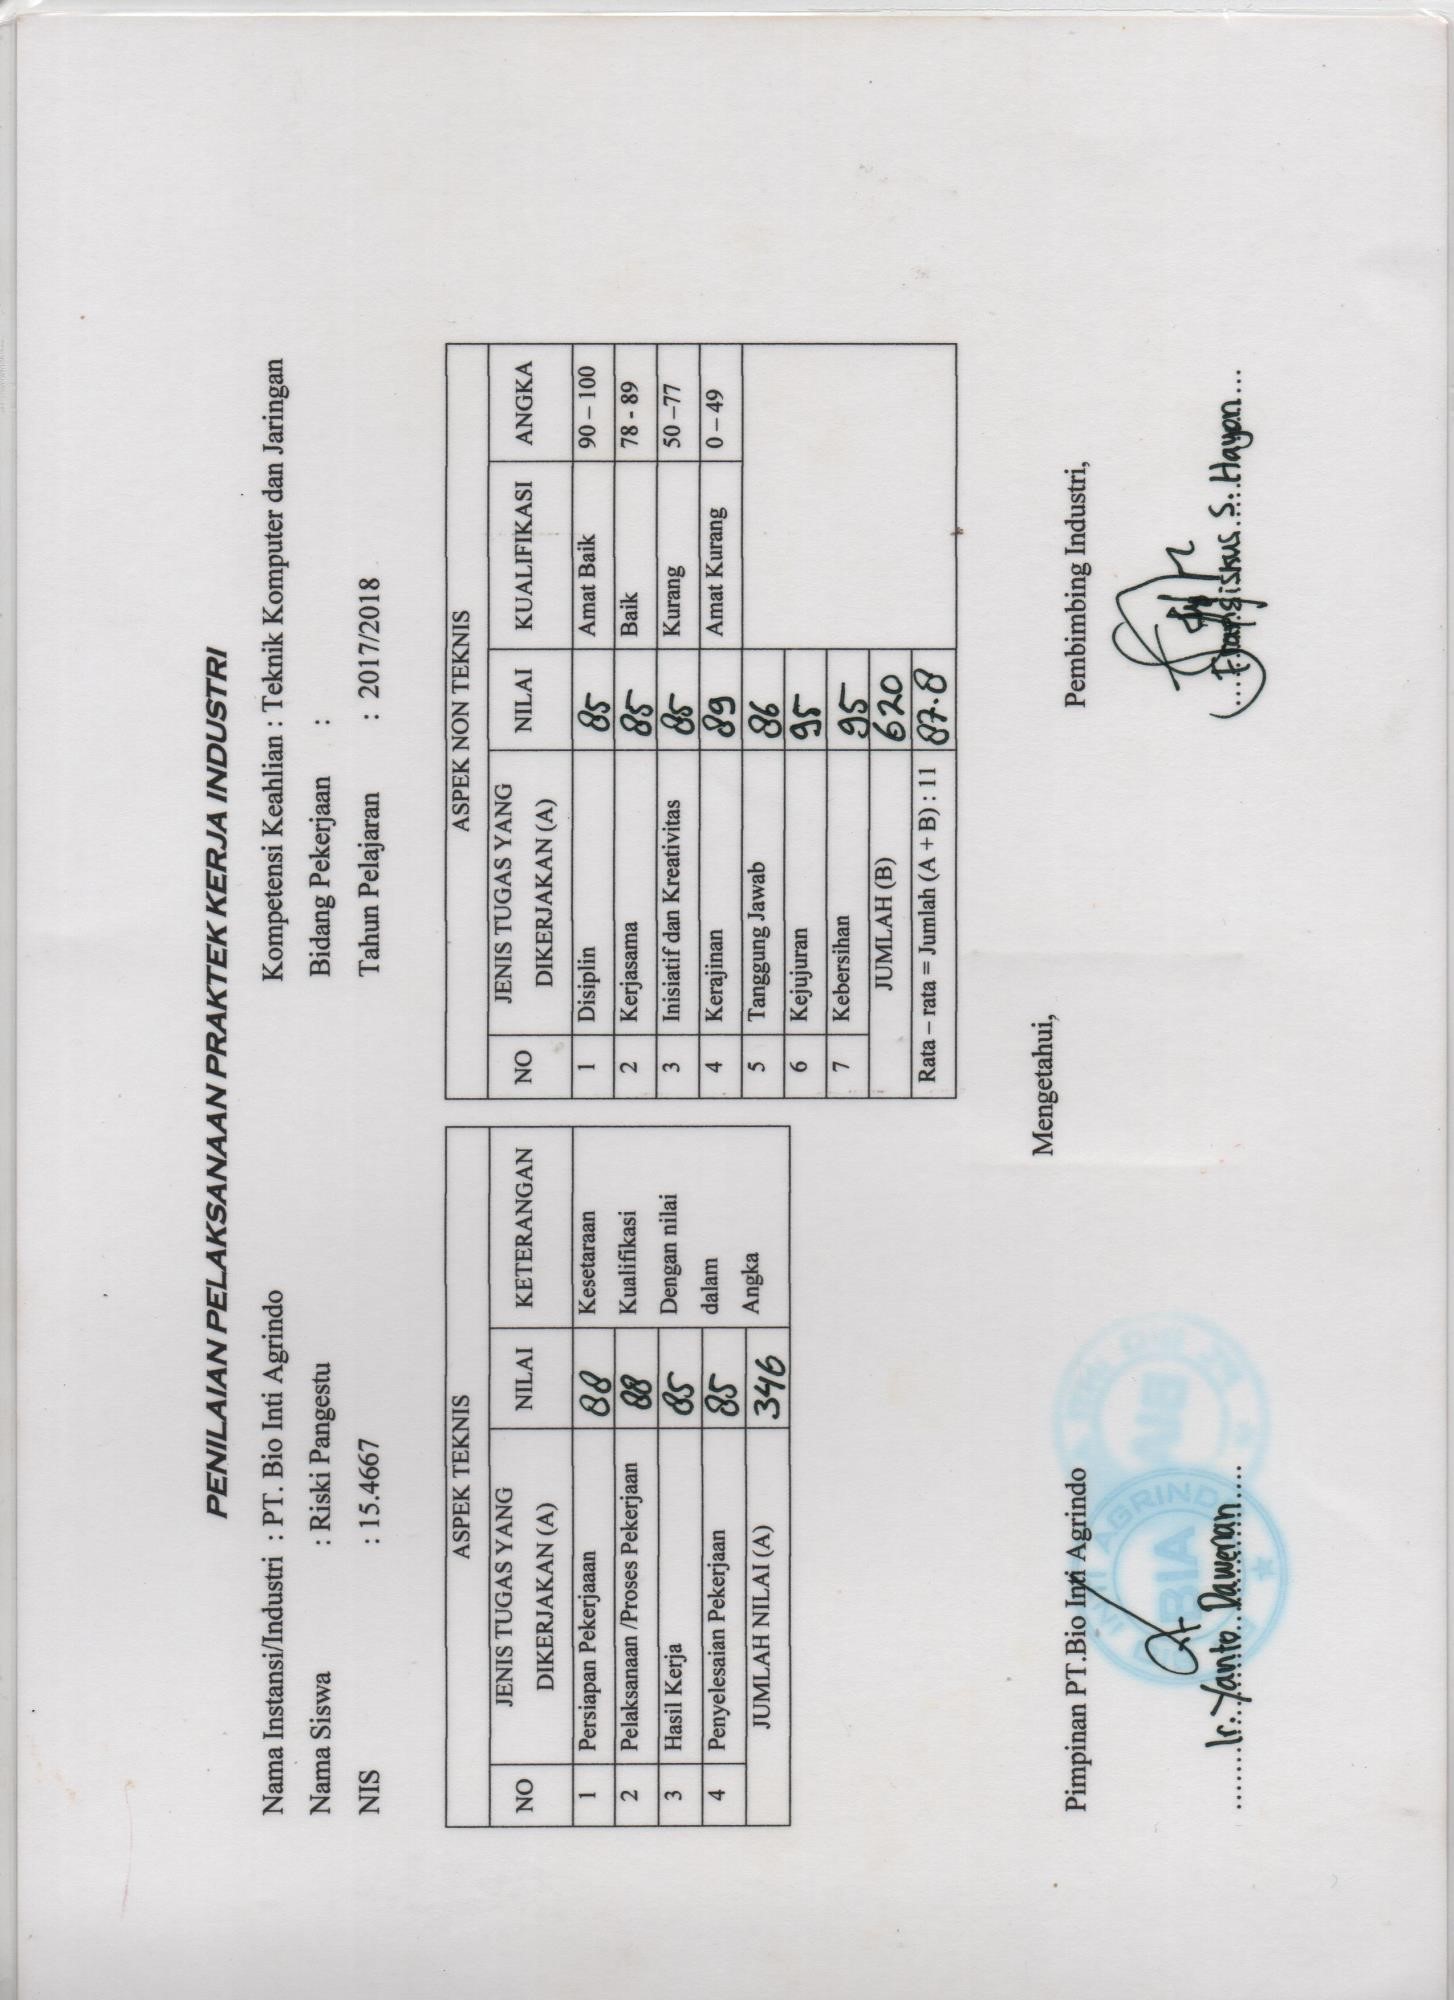 PENILAIAN PELAKSANAAN PRAKTEK KERJA INDUSTRI
Nama Instansi/Industri : PT. Bio Inti Agrindo
Nama Siswa : Riski Pangestu
NIS : 15.4667
Kompetensi Keahlian : Teknik Komputer dan Jaringan
Bidang Pekerjaan :
Tahun Pelajaran : 2017/2018
ASPEK TEKNIS
NO JENIS TUGAS YANG DIKERJAKAN (A) NILAI KETERANGAN
1 Persiapan Pekerjaaan 88 Kesetaraan
2 Pelaksanaan /Proses Pekerjaan 88 Kualifikasi
3 Hasil Kerja 85 Dengan nilai
4 Penyelesaian Pekerjaan 85 dalam
JUMLAH NILAI (A) 346 Angka
ASPEK NON TEKNIS
NO JENIS TUGAS YANG DIKERJAKAN (A) NILAI KUALIFIKASI ANGKA
1 Disiplin 85 Amat Baik 90 – 100
2 Kerjasama 85 Baik 78 - 89
3 Inisiatif dan Kreativitas 85 Kurang 50 –77
4 Kerajinan 89 Amat Kurang 0 – 49
5 Tanggung Jawab 86
6 Kejujuran 95
7 Kebersihan 95
JUMLAH (B) 620
Rata – rata = Jumlah (A + B) : 11 87.8
Mengetahui,
Pimpinan PT.Bio Inti Agrindo
Ir. Yanto Dawenan
BIA
Pembimbing Industri,
Fransiskus S. Hayon